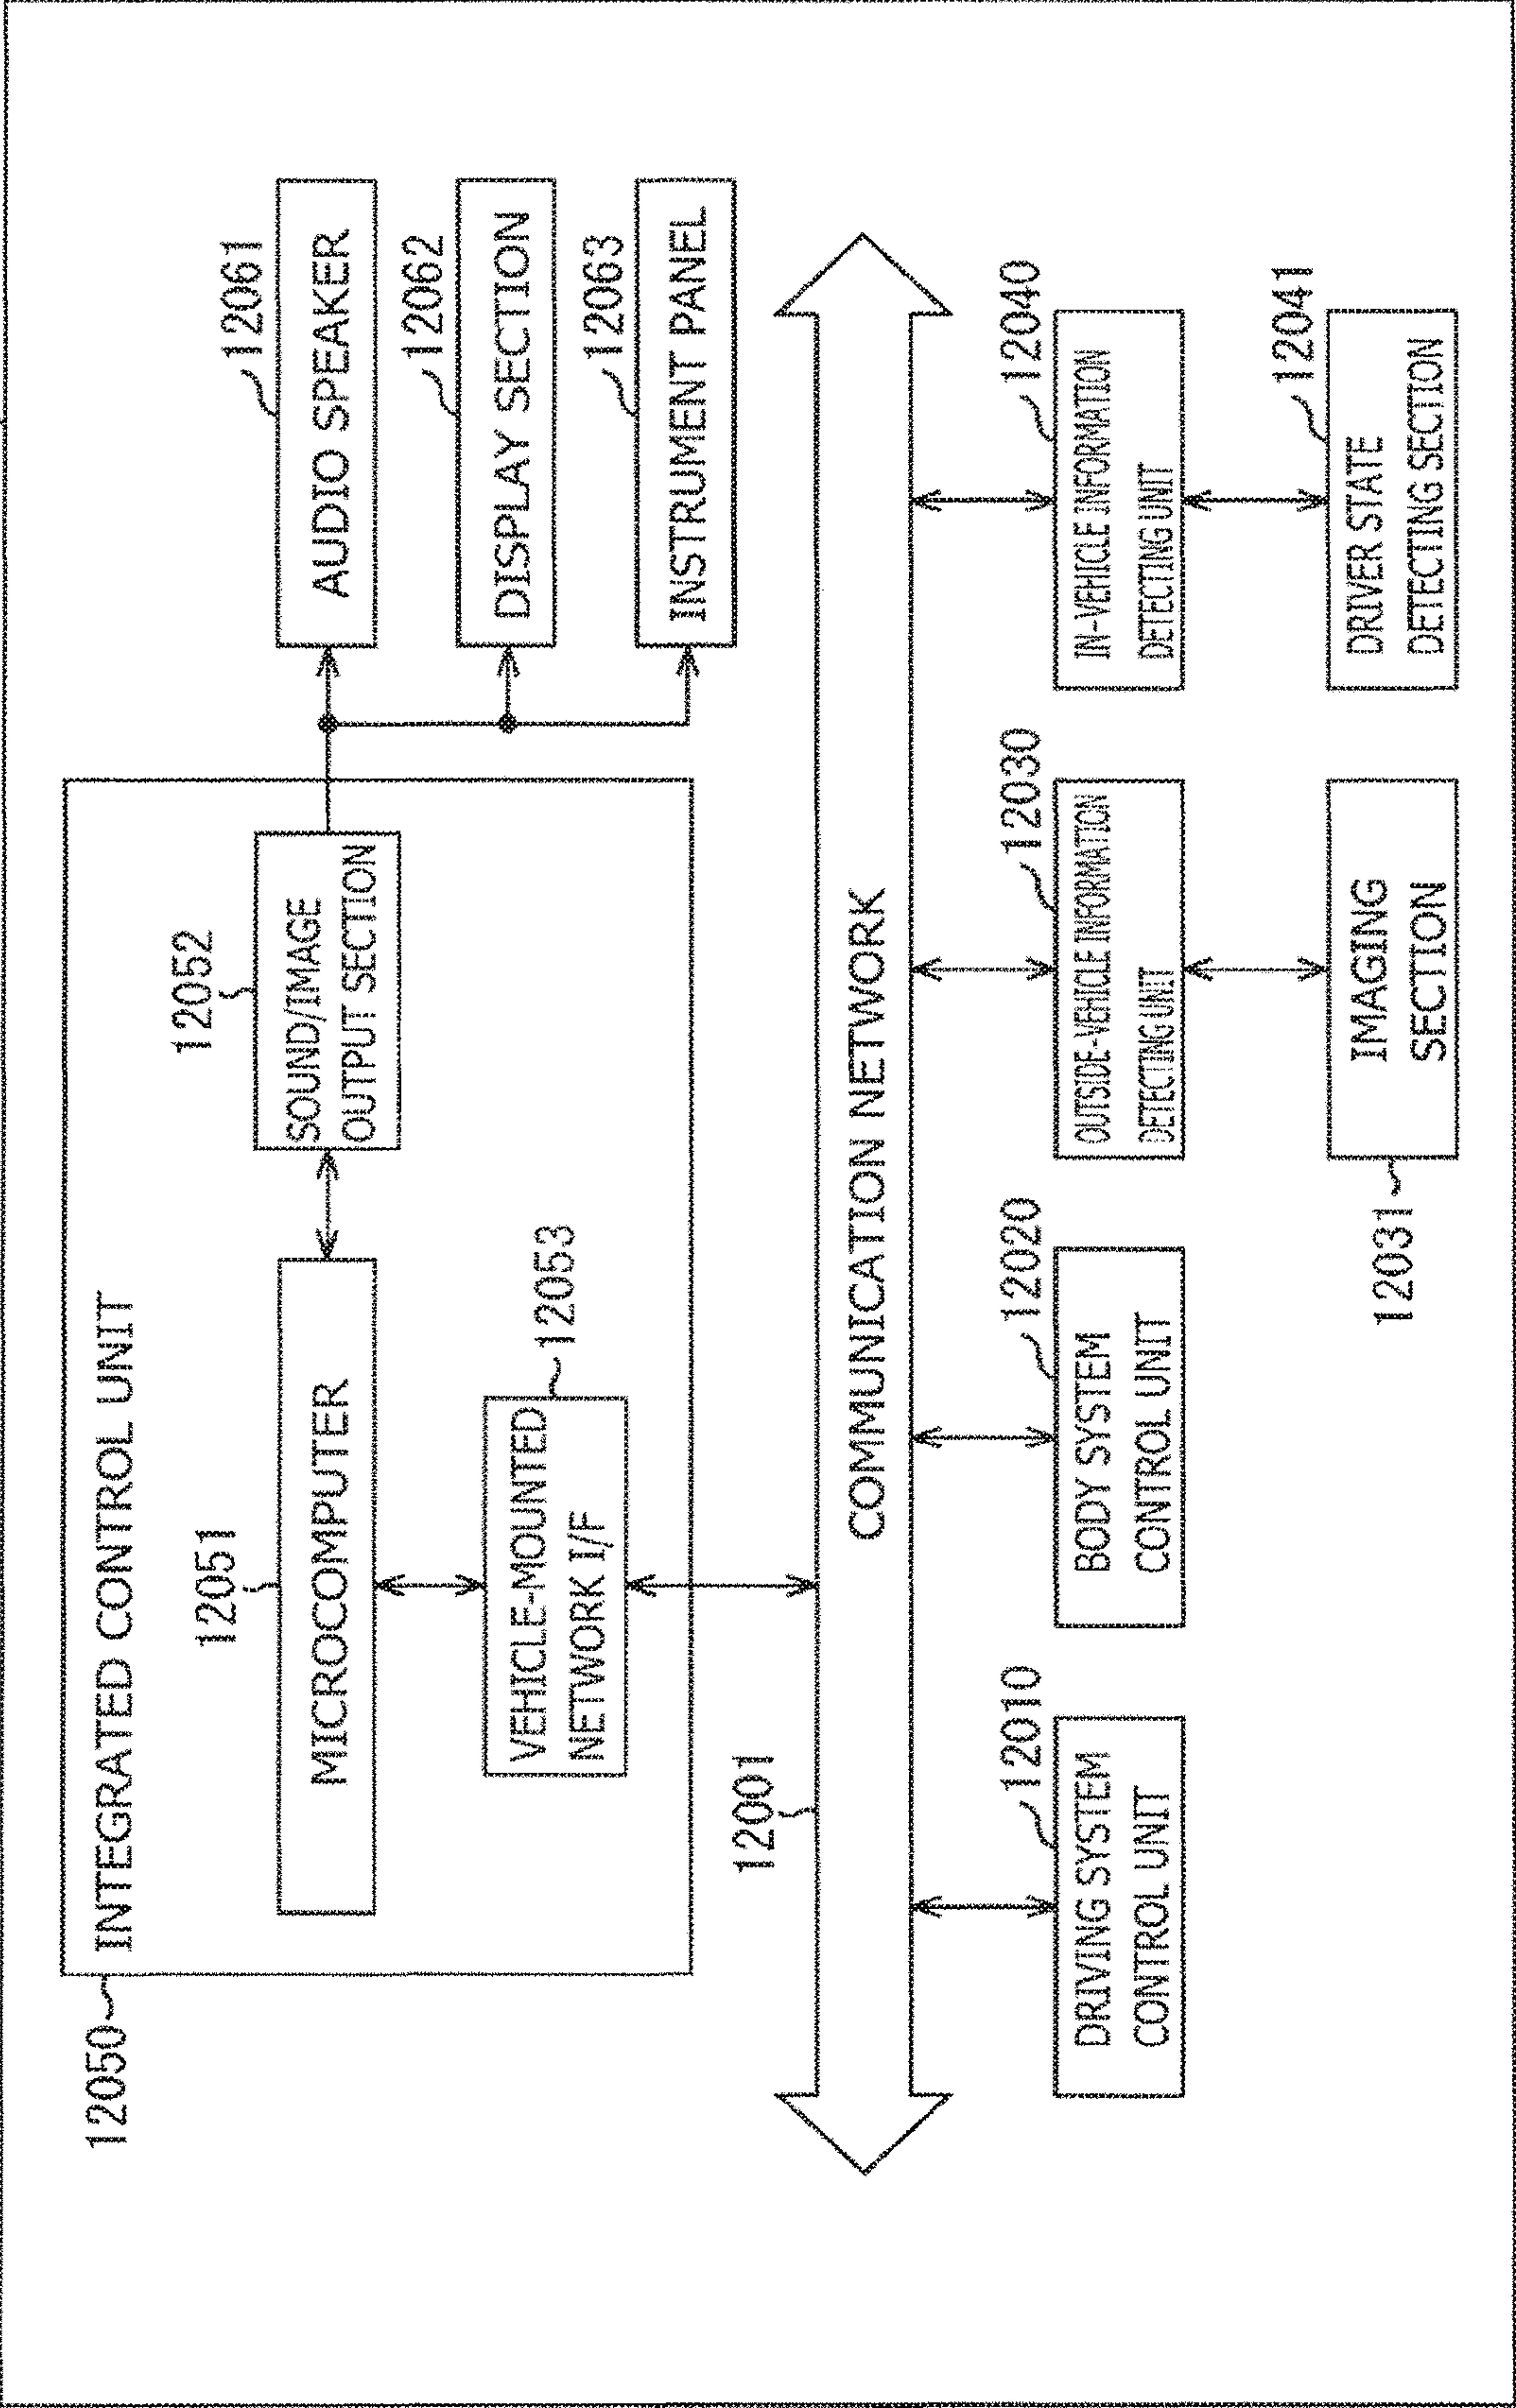 12050
INTEGRATED CONTROL UNIT
12051
MICROCOMPUTER
12052
SOUND/IMAGE
OUTPUT SECTION
12053
VEHICLE-MOUNTED
NETWORK I/F
12061
AUDIO SPEAKER
12062
DISPLAY SECTION
12063
INSTRUMENT PANEL
12001
COMMUNICATION NETWORK
12010
DRIVING SYSTEM
CONTROL UNIT
12020
BODY SYSTEM
CONTROL UNIT
12030
OUTSIDE-VEHICLE INFORMATION
DETECTING UNIT
12040
IN-VEHICLE INFORMATION
DETECTING UNIT
12031
IMAGING
SECTION
12041
DRIVER STATE
DETECTING SECTION